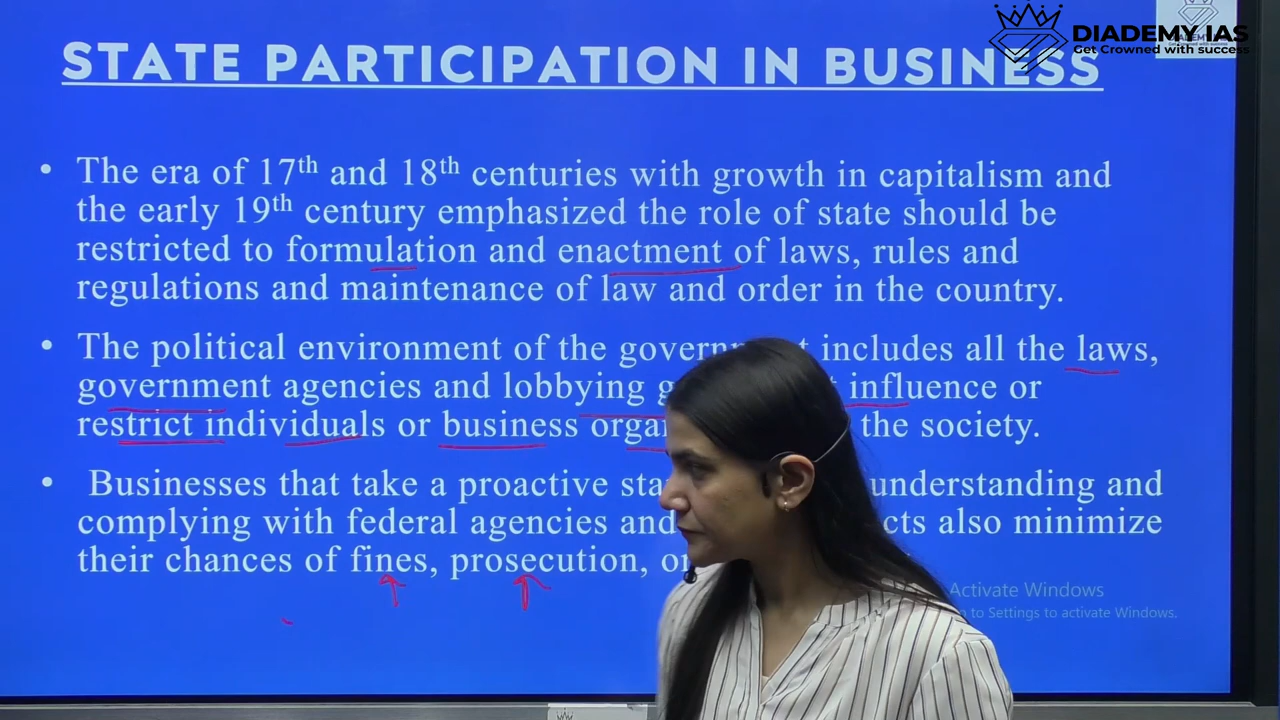 DIADEMY IAS
Get Crowned with success
STATE PARTICIPATION IN BUSINESS
• The era of 17th and 18th centuries with growth in capitalism and
the early 19th century emphasized the role of state should be
restricted to formulation and enactment of laws, rules and
regulations and maintenance of law and order in the country.
• The political environment of the government includes all the laws,
government agencies and lobbying influence or
restrict individuals or business the society.
• Businesses that take a proactive understanding and
complying with federal agencies and also minimize
their chances of fines, prosecution, or
Activate Windows
to Settings to activate Windows.